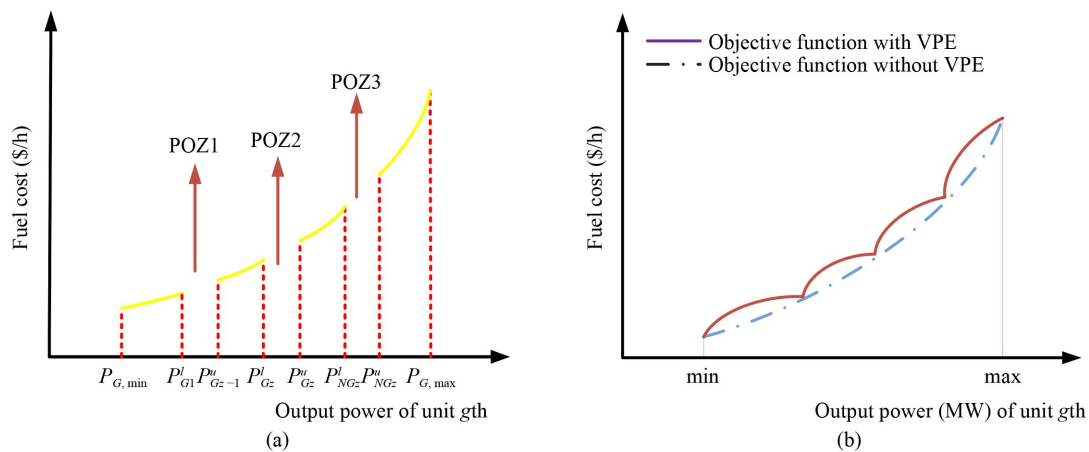 Fuel cost ($/h)
POZ1
POZ2
POZ3
P_{G, min} P^l_{G1} P^u_{Gz-1} P^l_{Gz} P^u_{Gz} P^l_{NGz} P^u_{NGz} P_{G, max}
Output power of unit gth
(a)
Fuel cost ($/h)
Objective function with VPE
Objective function without VPE
min max
Output power (MW) of unit gth
(b)